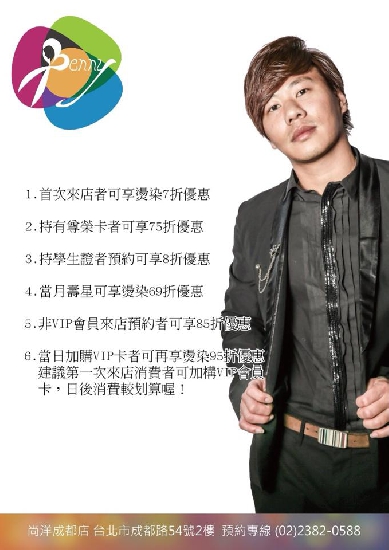 Penny
1.首次來店者可享燙染7折優惠
2.持有尊榮卡者可享75折優惠
3.持學生證者預約可享8折優惠
4.當月壽星可享燙染69折優惠
5.非VIP會員來店預約者可享85折優惠
6.當日加購VIP卡者可再享燙染95折優惠
建議第一次來店消費者可加構VIP會員
卡，日後消費較划算喔！
尚洋成都店 台北市成都路54號2樓 預約專線 (02)2382-0588